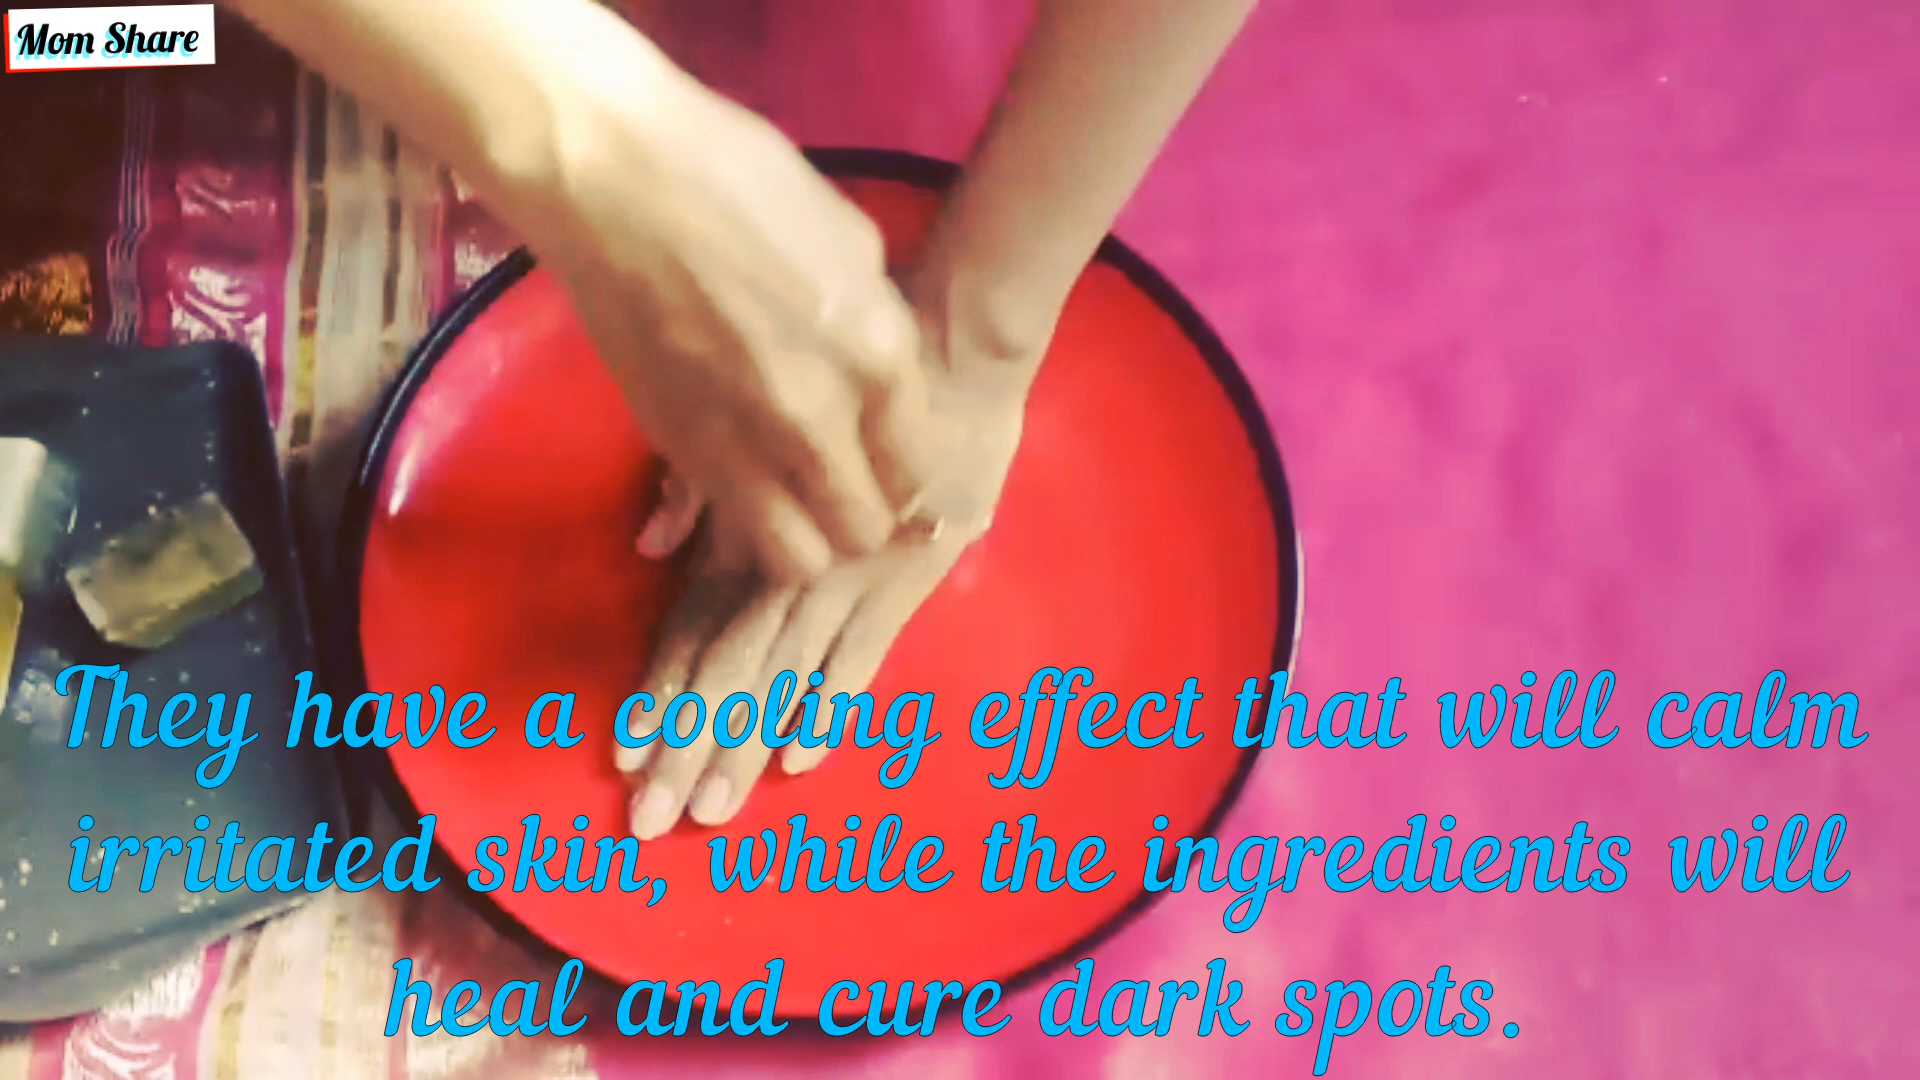 Mom Share
They have a cooling effect that will calm
irritated skin, while the ingredients will
heal and cure dark spots.